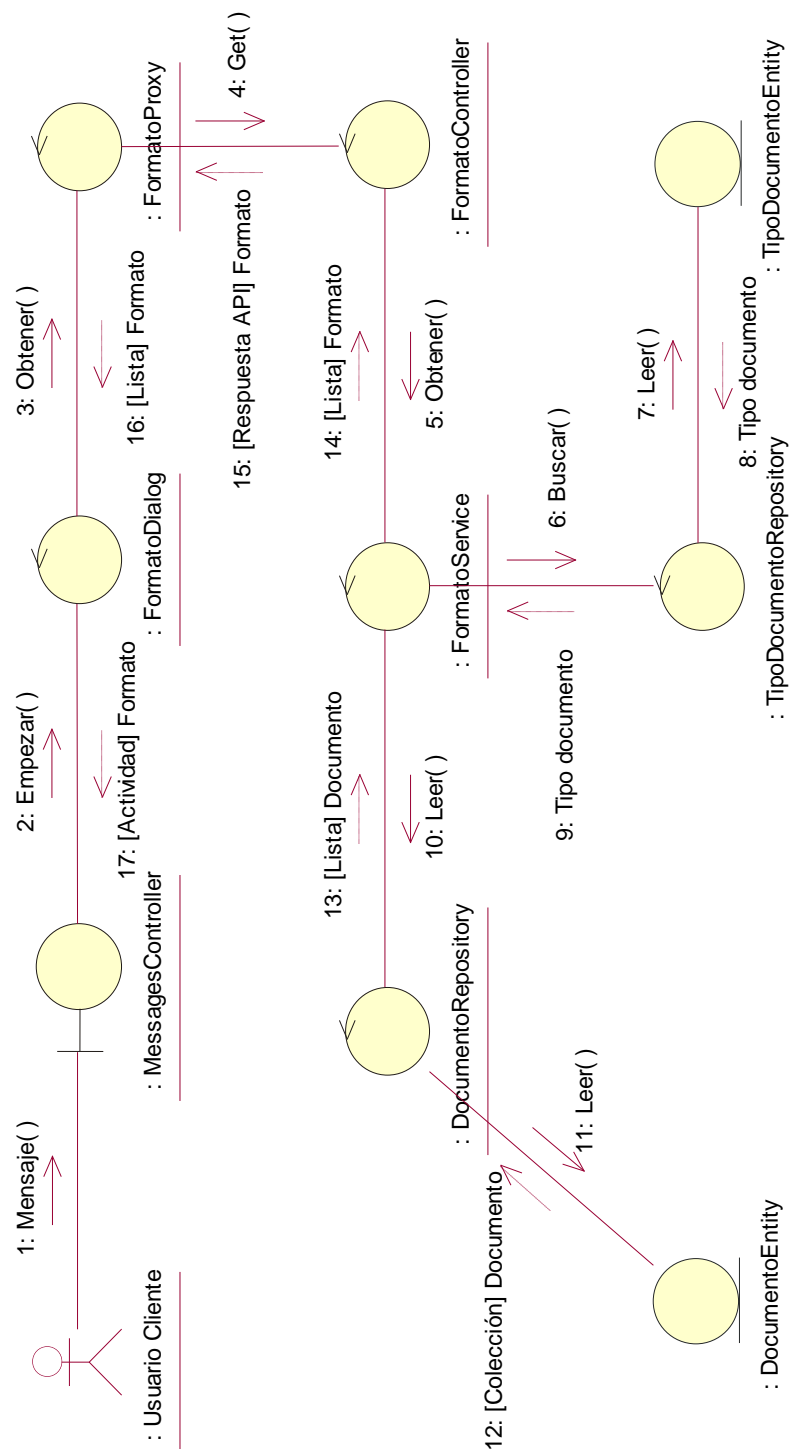 1: Mensaje( )
2: Empezar( )
3: Obtener( )
17: [Actividad] Formato
16: [Lista] Formato
: Usuario Cliente
: MessagesController
: FormatoDialog
: FormatoProxy
4: Get( )
15: [Respuesta API] Formato
13: [Lista] Documento
14: [Lista] Formato
10: Leer( )
5: Obtener( )
: DocumentoRepository
: FormatoService
: FormatoController
12: [Colección] Documento
11: Leer( )
9: Tipo documento
6: Buscar( )
7: Leer( )
8: Tipo documento
: DocumentoEntity
: TipoDocumentoRepository
: TipoDocumentoEntity